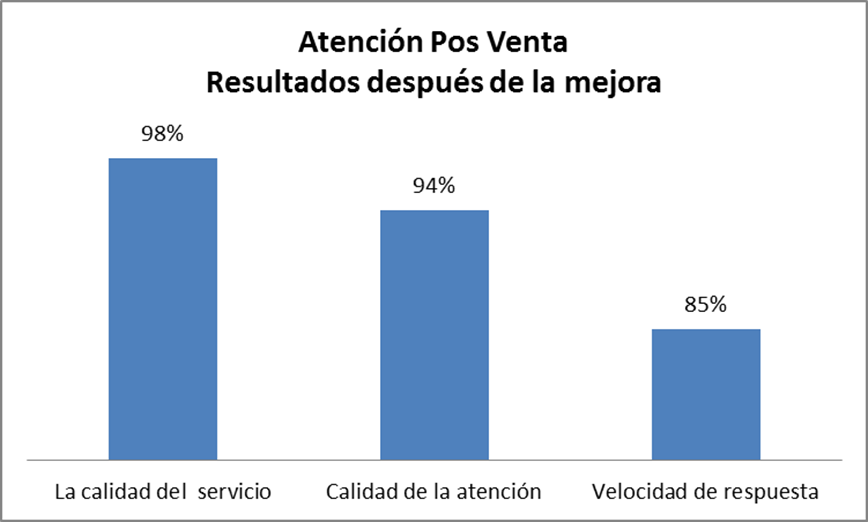 Atención Pos Venta
Resultados después de la mejora
98%
94%
85%
La calidad del  servicio
Calidad de la atención
Velocidad de respuesta